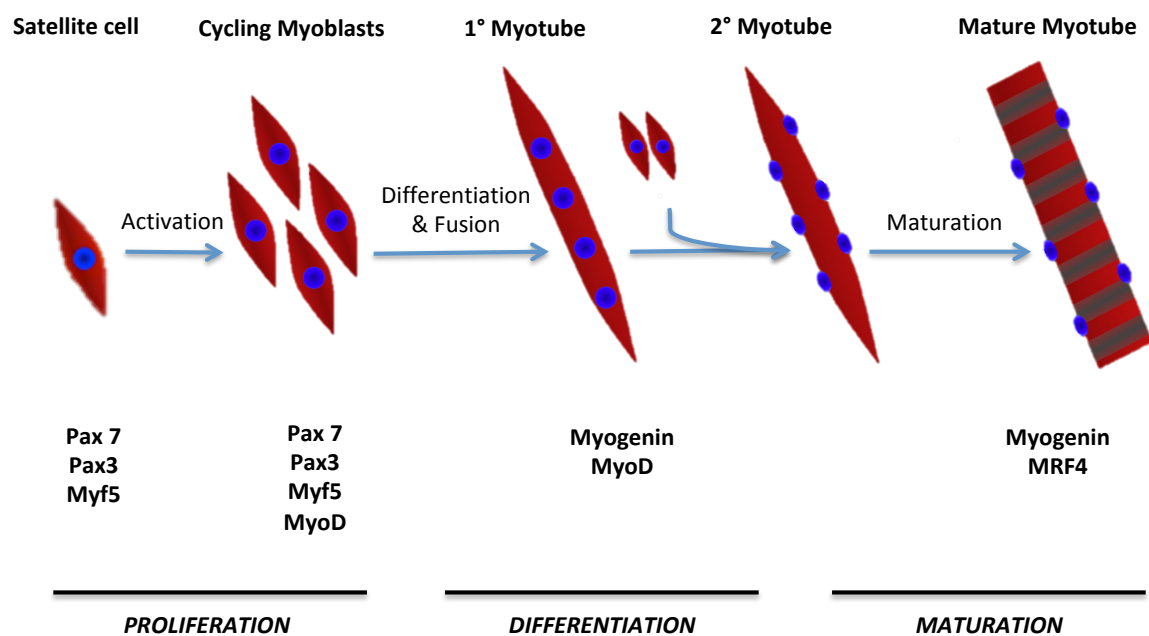 Satellite cell
Cycling Myoblasts
1° Myotube
2° Myotube
Mature Myotube
Activation
Differentiation
& Fusion
Maturation
Pax 7
Pax3
Myf5
Pax 7
Pax3
Myf5
MyoD
Myogenin
MyoD
Myogenin
MRF4
PROLIFERATION
DIFFERENTIATION
MATURATION